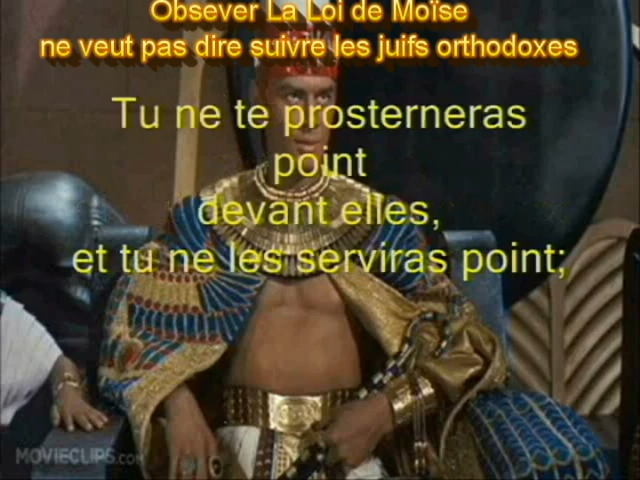 Obsever La Loi de Moïse
ne veut pas dire suivre les juifs orthodoxes
Tu ne te prosterneras
point
devant elles,
et tu ne les serviras point;
MOVIECLIPS.com